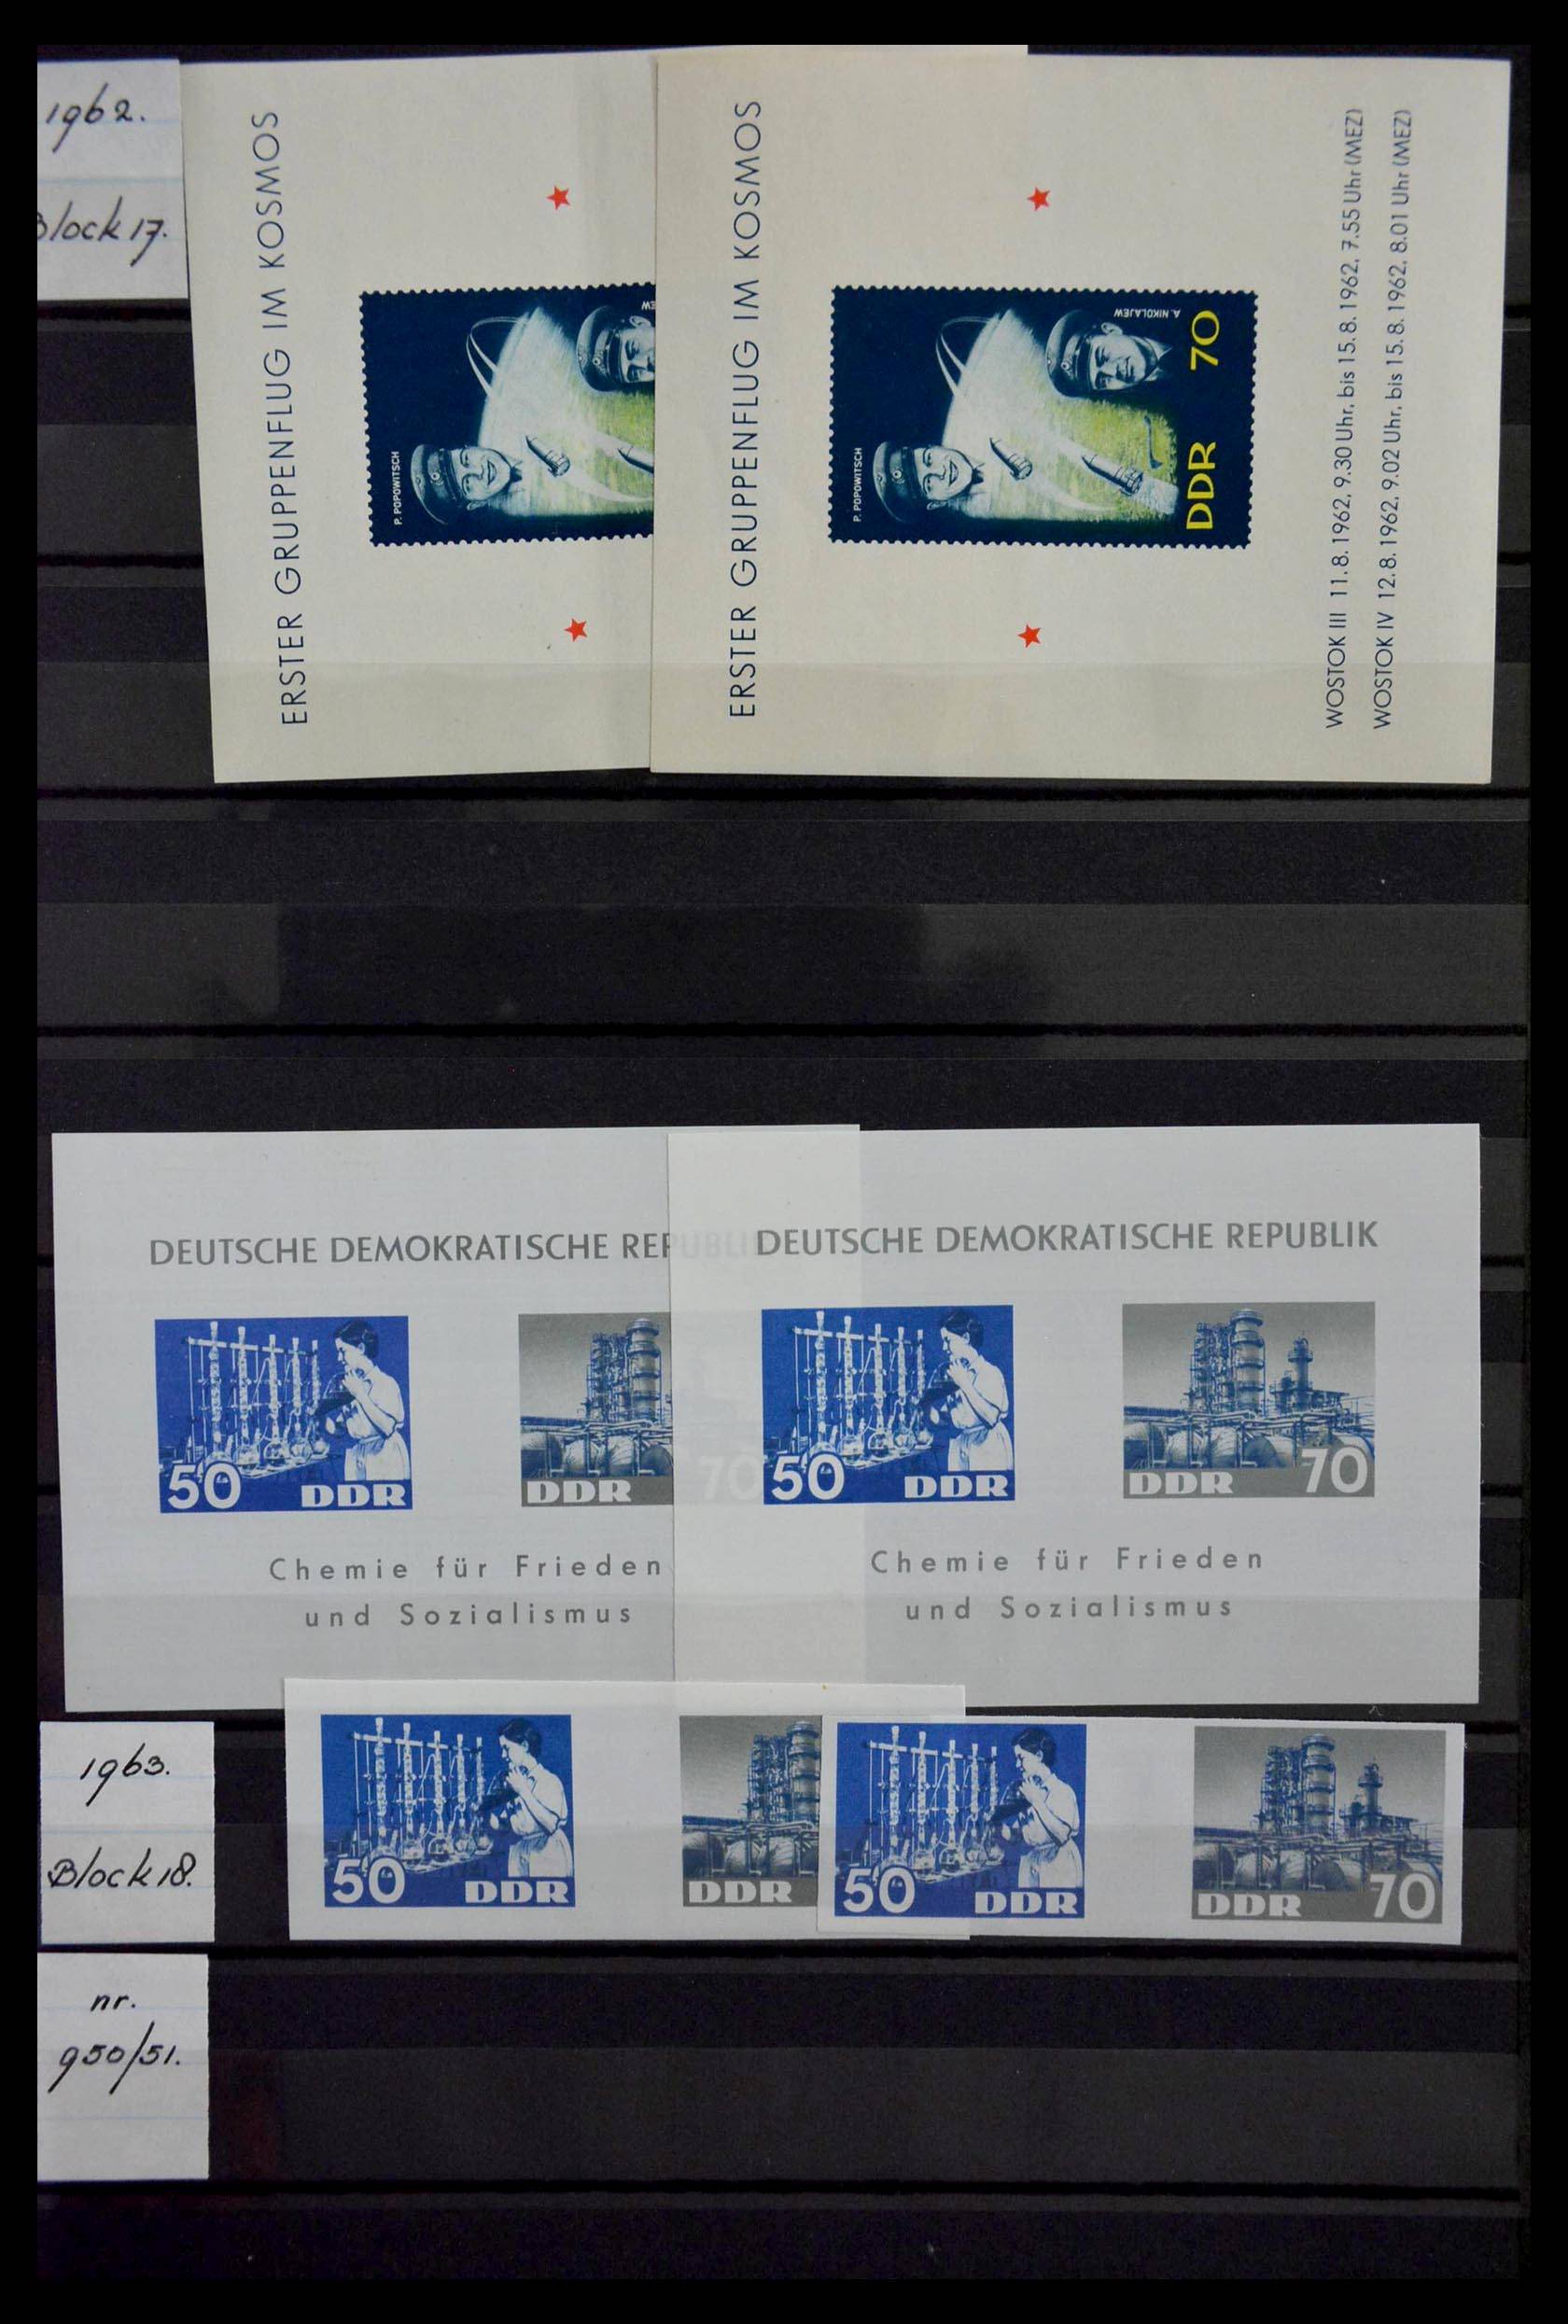 1962.
Block 17.
ERSTER GRUPPENFLUG IM KOSMOS
P. POPOWITSCH
ERSTER GRUPPENFLUG IM KOSMOS
P. POPOWITSCH
A. NIKOLAJEW
DDR 70
WOSTOK III 11.8.1962, 9.30 Uhr, bis 15.8.1962, 7.55 Uhr (MEZ)
WOSTOK IV 12.8.1962, 9.02 Uhr, bis 15.8.1962, 8.01 Uhr (MEZ)
DEUTSCHE DEMOKRATISCHE REPUBLIK
50 DDR
DDR 70
Chemie für Frieden
und Sozialismus
DEUTSCHE DEMOKRATISCHE REPUBLIK
50 DDR
DDR 70
Chemie für Frieden
und Sozialismus
1963.
Block 18.
50 DDR
DDR
50 DDR
DDR 70
nr.
950/51.